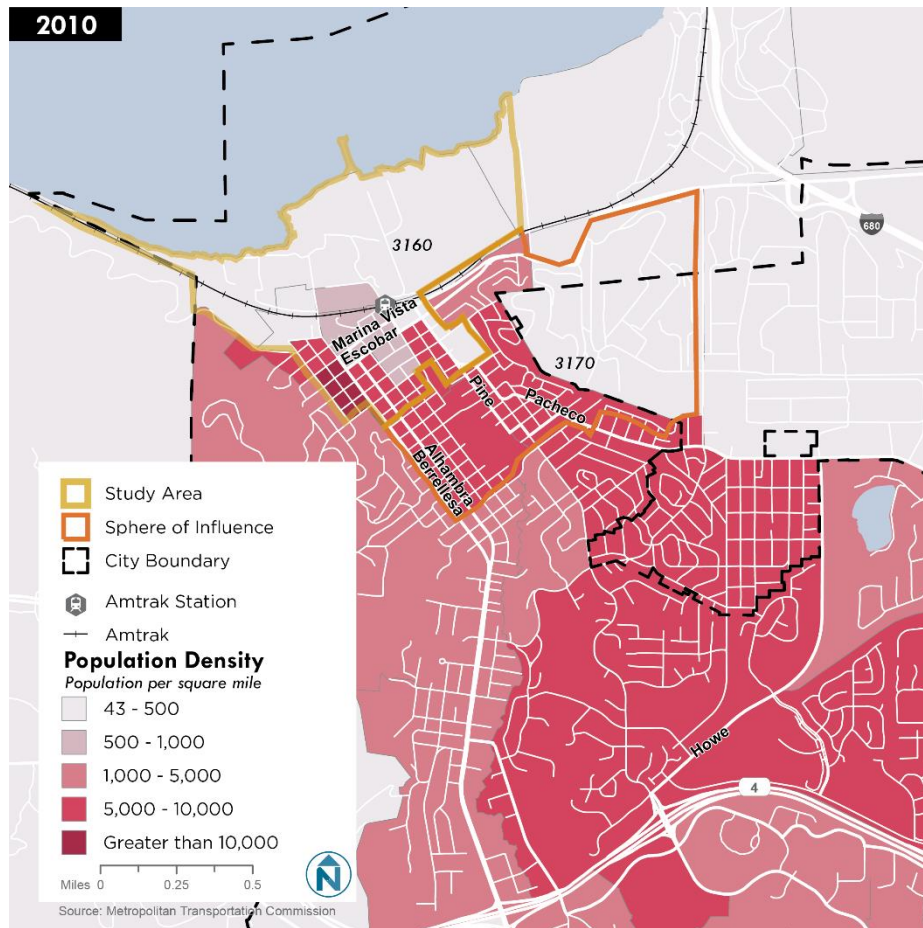 2010
680
3160
Marina Vista
Escobar
3170
Pine
Pacheco
Alhambra
Berrellesa
Study Area
Sphere of Influence
City Boundary
Amtrak Station
Amtrak
Population Density
Population per square mile
43 - 500
500 - 1,000
1,000 - 5,000
5,000 - 10,000
Greater than 10,000
Howe
4
Miles 0 0.25 0.5
N
Source: Metropolitan Transportation Commission